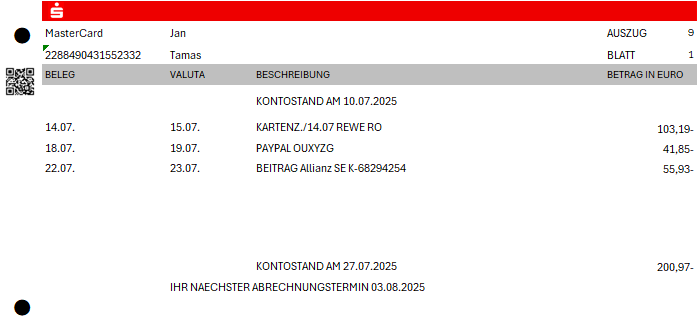 MasterCard Jan AUSZUG 9
2288490431552332 Tamas BLATT 1
BELEG VALUTA BESCHREIBUNG BETRAG IN EURO
KONTOSTAND AM 10.07.2025
14.07. 15.07. KARTENZ./14.07 REWE RO 103,19-
18.07. 19.07. PAYPAL OUXYZG 41,85-
22.07. 23.07. BEITRAG Allianz SE K-68294254 55,93-
KONTOSTAND AM 27.07.2025 200,97-
IHR NAECHSTER ABRECHNUNGSTERMIN 03.08.2025